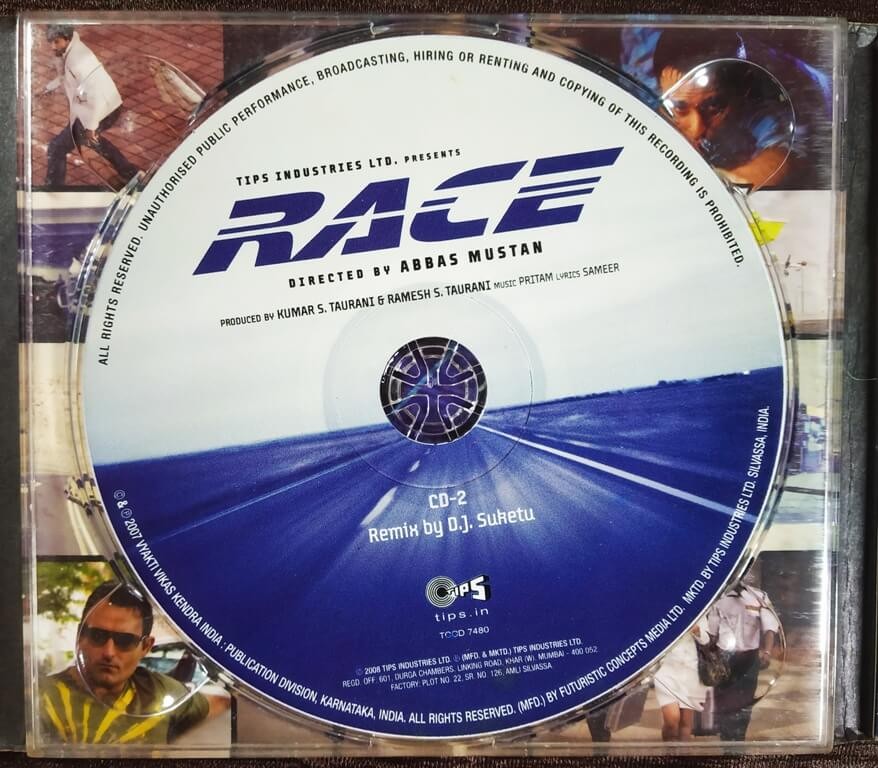 ALL RIGHTS RESERVED. UNAUTHORISED PUBLIC PERFORMANCE, BROADCASTING, HIRING OR RENTING AND COPYING OF THIS RECORDING IS PROHIBITED.
TIPS INDUSTRIES LTD. PRESENTS
RACE
DIRECTED BY ABBAS MUSTAN
PRODUCED BY KUMAR S. TAURANI & RAMESH S. TAURANI MUSIC PRITAM LYRICS SAMEER
CD-2
Remix by D.J. Suketu
TIPS
tips.in
TCCD 7480
© 2008 TIPS INDUSTRIES LTD. ℗ (MFD. & MKTD.) TIPS INDUSTRIES LTD.
REGD. OFF: 601, DURGA CHAMBERS, LINKING ROAD, KHAR (W), MUMBAI - 400 052
FACTORY: PLOT NO. 22, SR. NO. 126, AMLI SILVASSA.
© & ℗ 2007 VYAKTI VIKAS KENDRA INDIA : PUBLICATION DIVISION, KARNATAKA, INDIA. ALL RIGHTS RESERVED. (MFD.) BY FUTURISTIC CONCEPTS MEDIA LTD. MKTD. BY TIPS INDUSTRIES LTD. SILVASSA, INDIA.